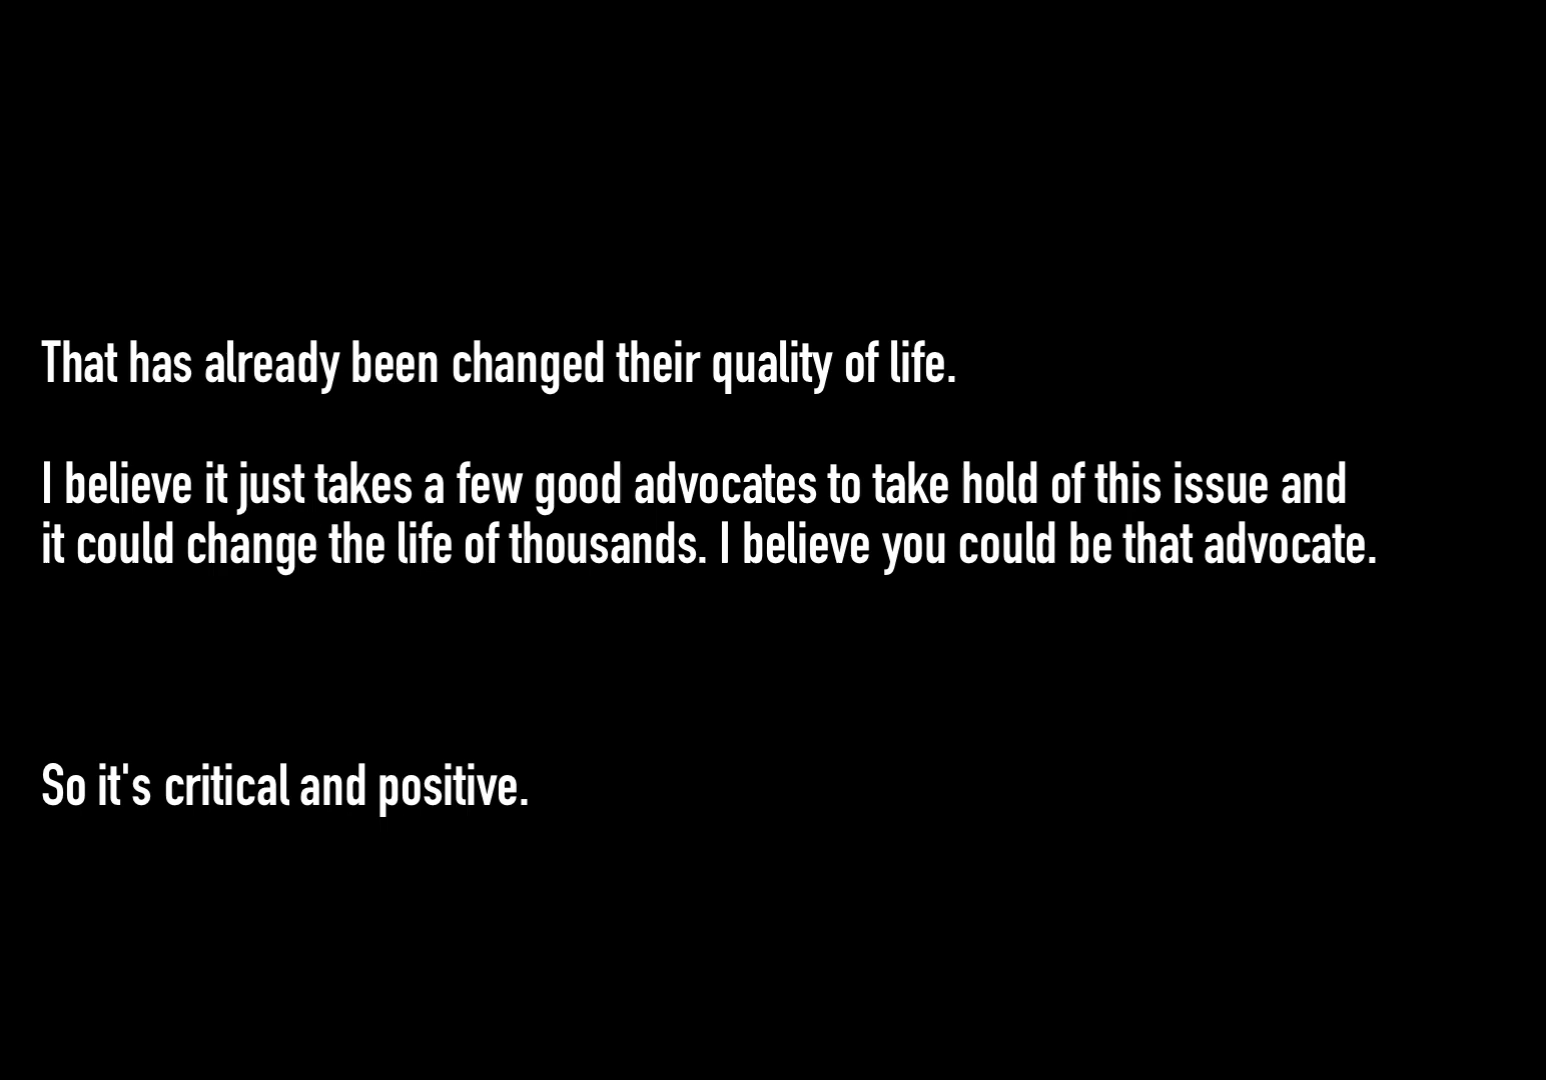 That has already been changed their quality of life.
I believe it just takes a few good advocates to take hold of this issue and
it could change the life of thousands. I believe you could be that advocate.
So it's critical and positive.